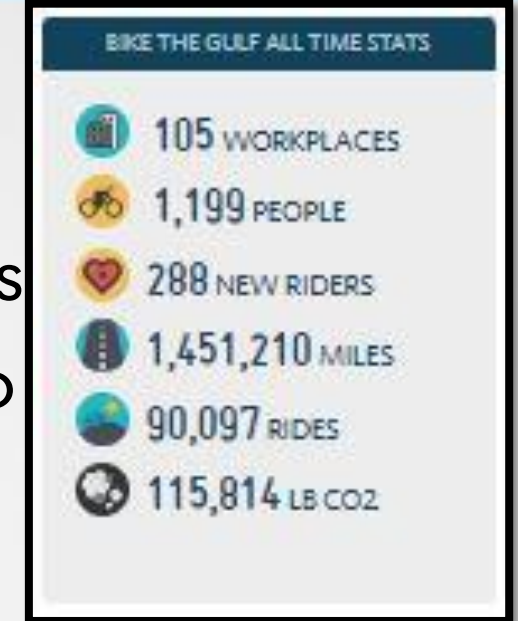 BIKE THE GULF ALL TIME STATS
105 WORKPLACES
1,199 PEOPLE
288 NEW RIDERS
1,451,210 MILES
90,097 RIDES
115,814 LB CO2